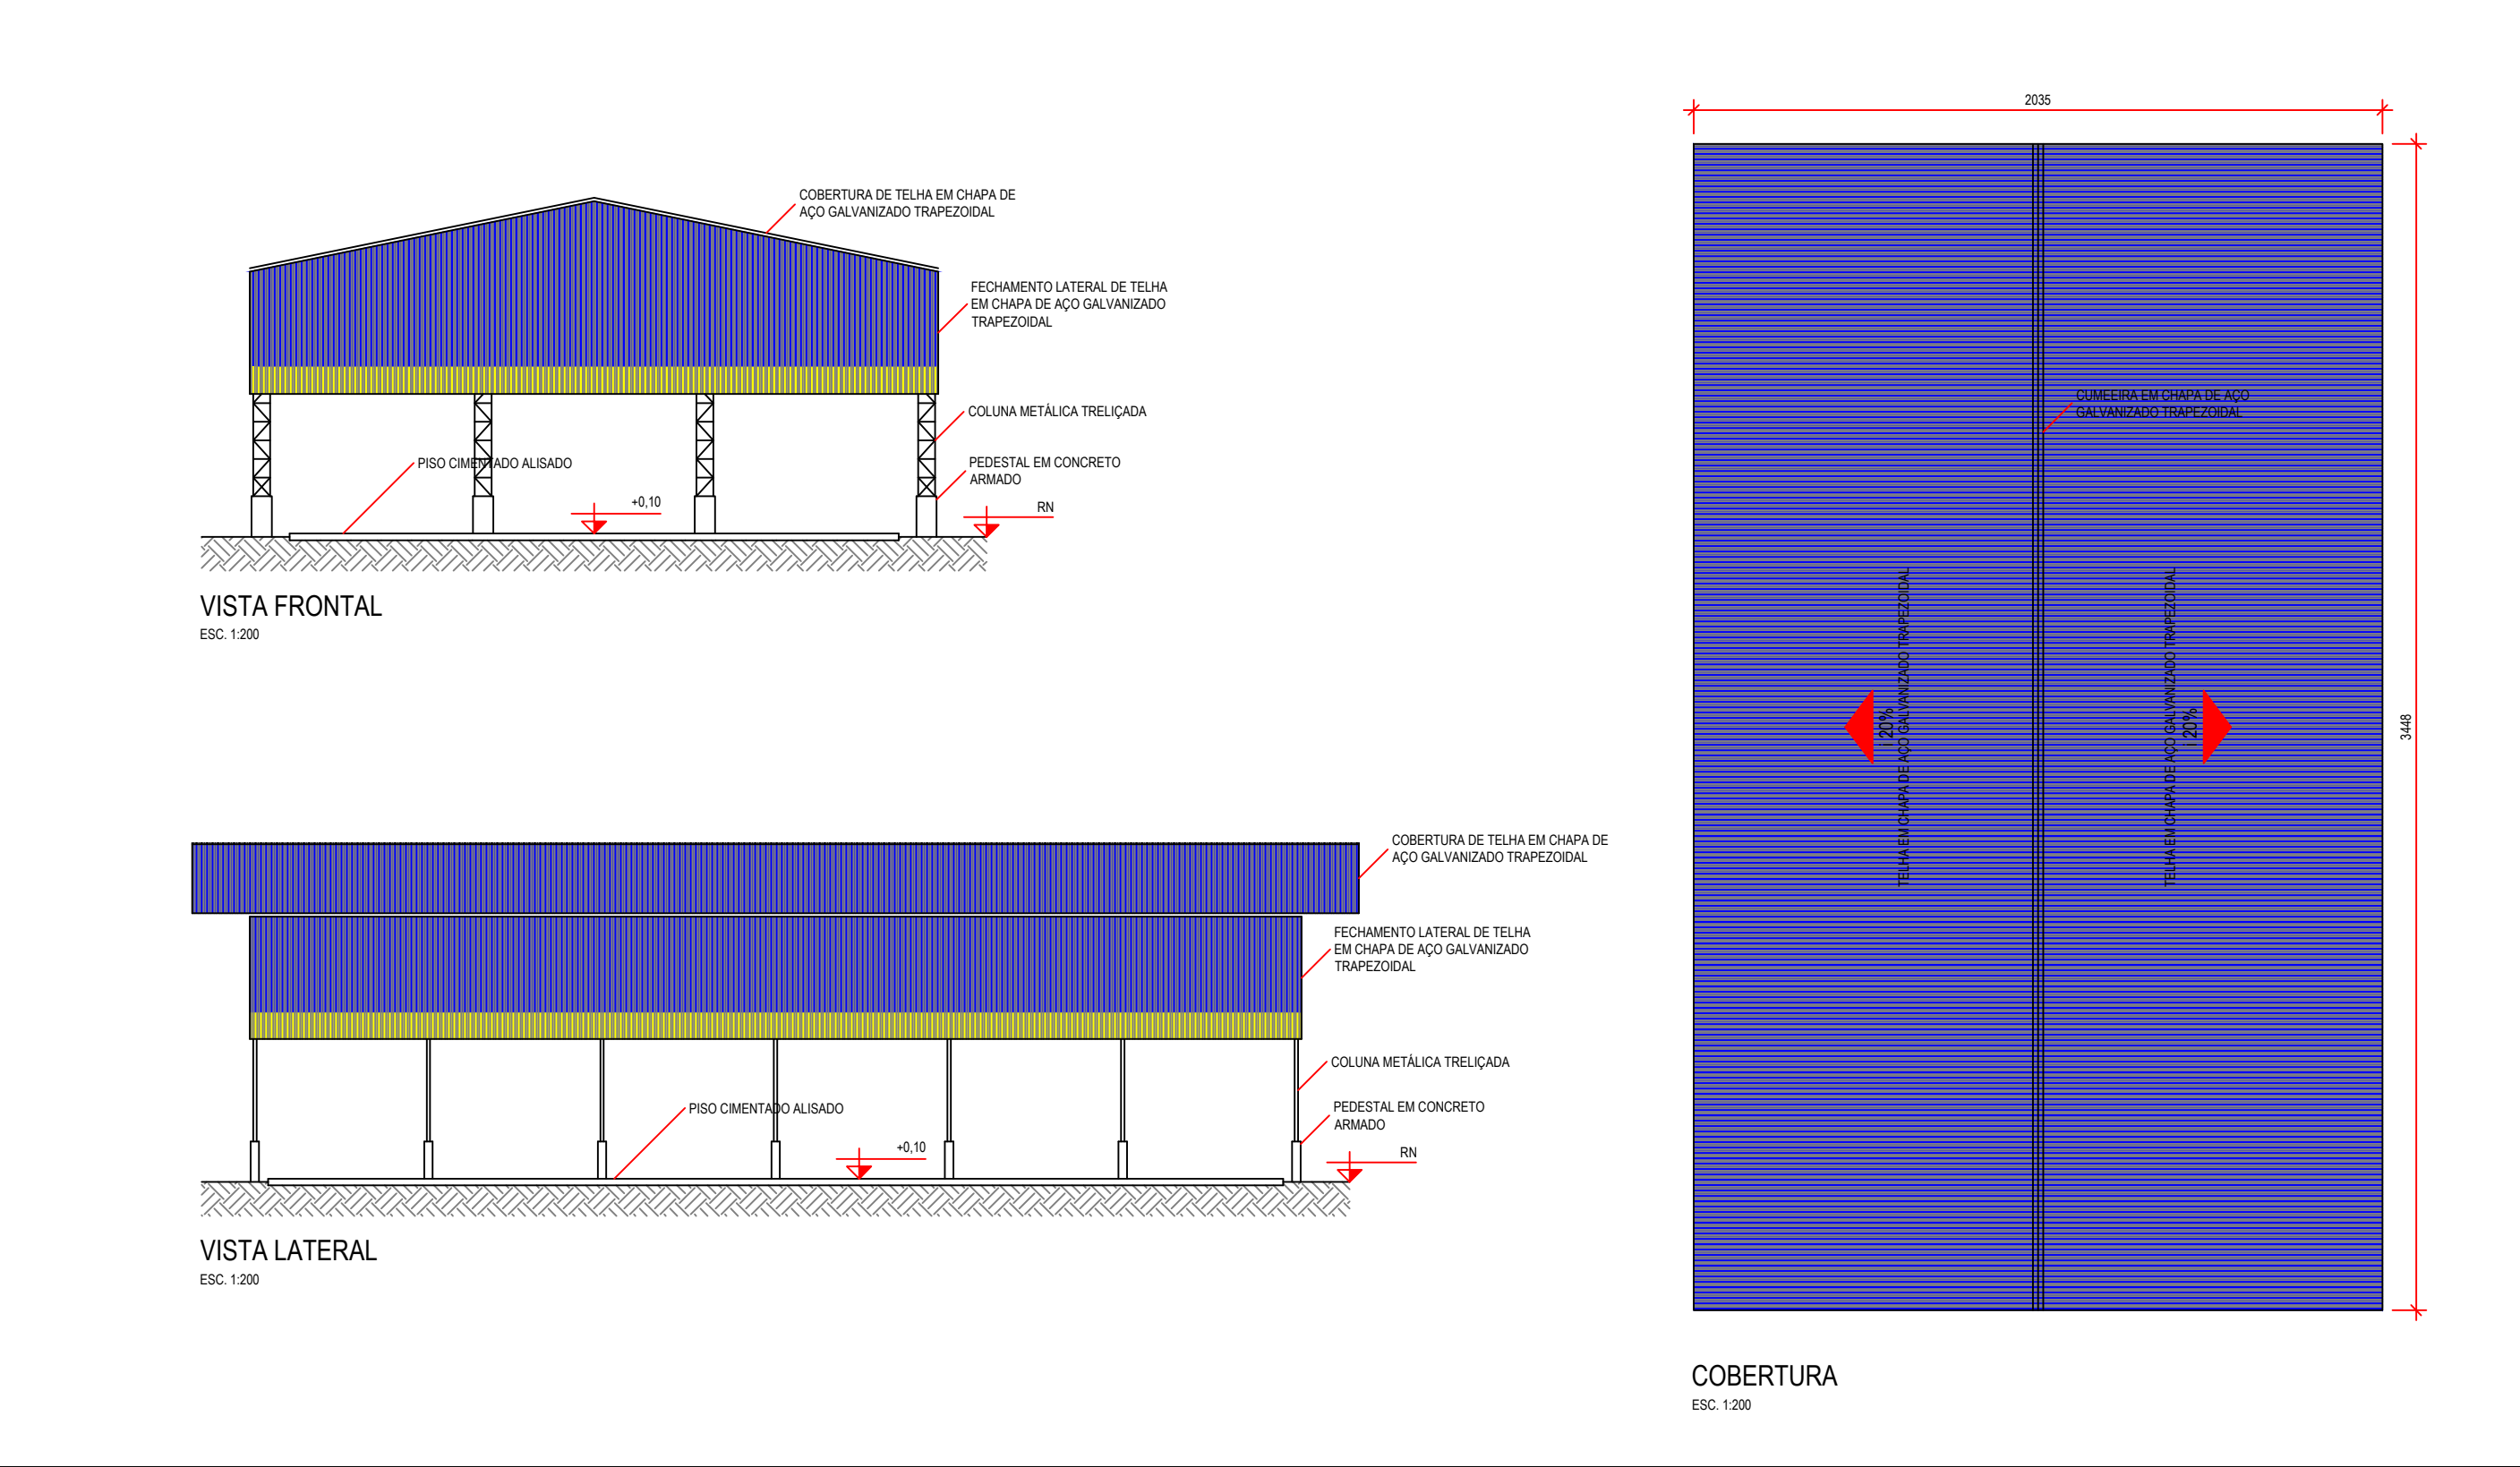 COBERTURA DE TELHA EM CHAPA DE
AÇO GALVANIZADO TRAPEZOIDAL
FECHAMENTO LATERAL DE TELHA
EM CHAPA DE AÇO GALVANIZADO
TRAPEZOIDAL
COLUNA METÁLICA TRELIÇADA
PISO CIMENTADO ALISADO
PEDESTAL EM CONCRETO
ARMADO
+0,10
RN
VISTA FRONTAL
ESC. 1:200
COBERTURA DE TELHA EM CHAPA DE
AÇO GALVANIZADO TRAPEZOIDAL
FECHAMENTO LATERAL DE TELHA
EM CHAPA DE AÇO GALVANIZADO
TRAPEZOIDAL
COLUNA METÁLICA TRELIÇADA
PISO CIMENTADO ALISADO
PEDESTAL EM CONCRETO
ARMADO
+0,10
RN
VISTA LATERAL
ESC. 1:200
2035
CUMEEIRA EM CHAPA DE AÇO
GALVANIZADO TRAPEZOIDAL
i 20%
TELHA EM CHAPA DE AÇO GALVANIZADO TRAPEZOIDAL
TELHA EM CHAPA DE AÇO GALVANIZADO TRAPEZOIDAL
i 20%
3448
COBERTURA
ESC. 1:200